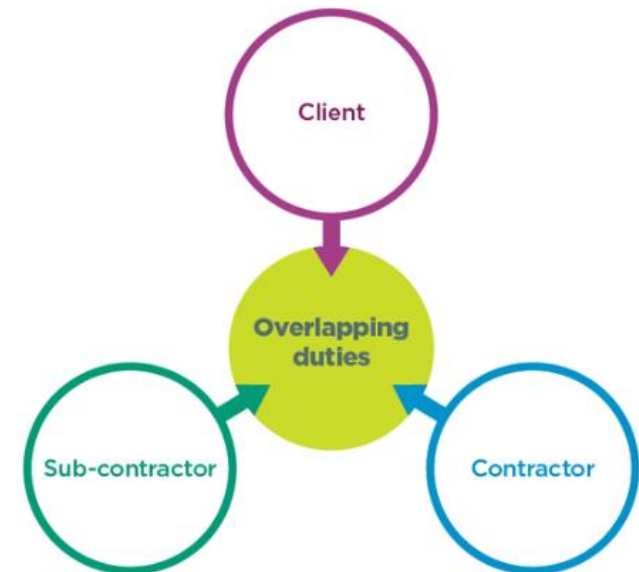 Client
Overlapping
duties
Sub-contractor
Contractor